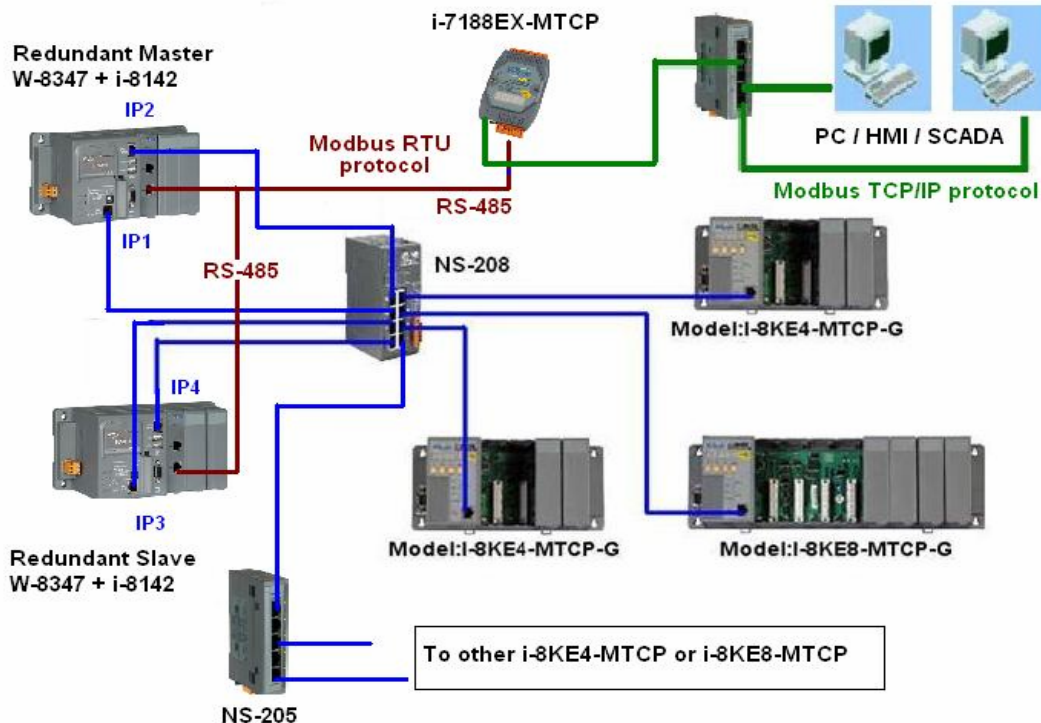 i-7188EX-MTCP
Redundant Master
W-8347 + i-8142
IP2
Modbus RTU
protocol
PC / HMI / SCADA
Modbus TCP/IP protocol
RS-485
IP1
RS-485
NS-208
Model:I-8KE4-MTCP-G
IP4
IP3
Model:I-8KE4-MTCP-G
Model:I-8KE8-MTCP-G
Redundant Slave
W-8347 + i-8142
To other i-8KE4-MTCP or i-8KE8-MTCP
NS-205